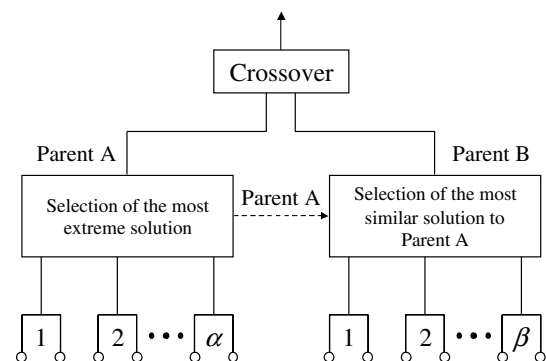 Crossover
Parent A
Parent B
Selection of the most
extreme solution
Parent A
Selection of the most
similar solution to
Parent A
1 2 ••• α
1 2 ••• β